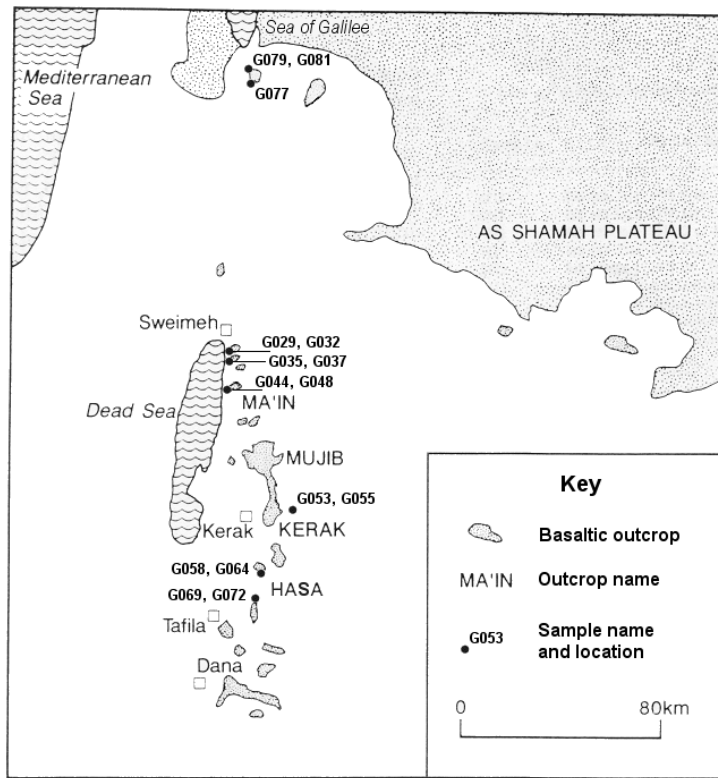 Sea of Galilee
G079, G081
Mediterranean
Sea
G077
AS SHAMAH PLATEAU
Sweimeh
G029, G032
G035, G037
G044, G048
MA'IN
Dead Sea
MUJIB
G053, G055
Kerak
KERAK
G058, G064
HASA
G069, G072
Tafila
Dana
Key
Basaltic outcrop
MA'IN
Outcrop name
G053
Sample name
and location
0
80km